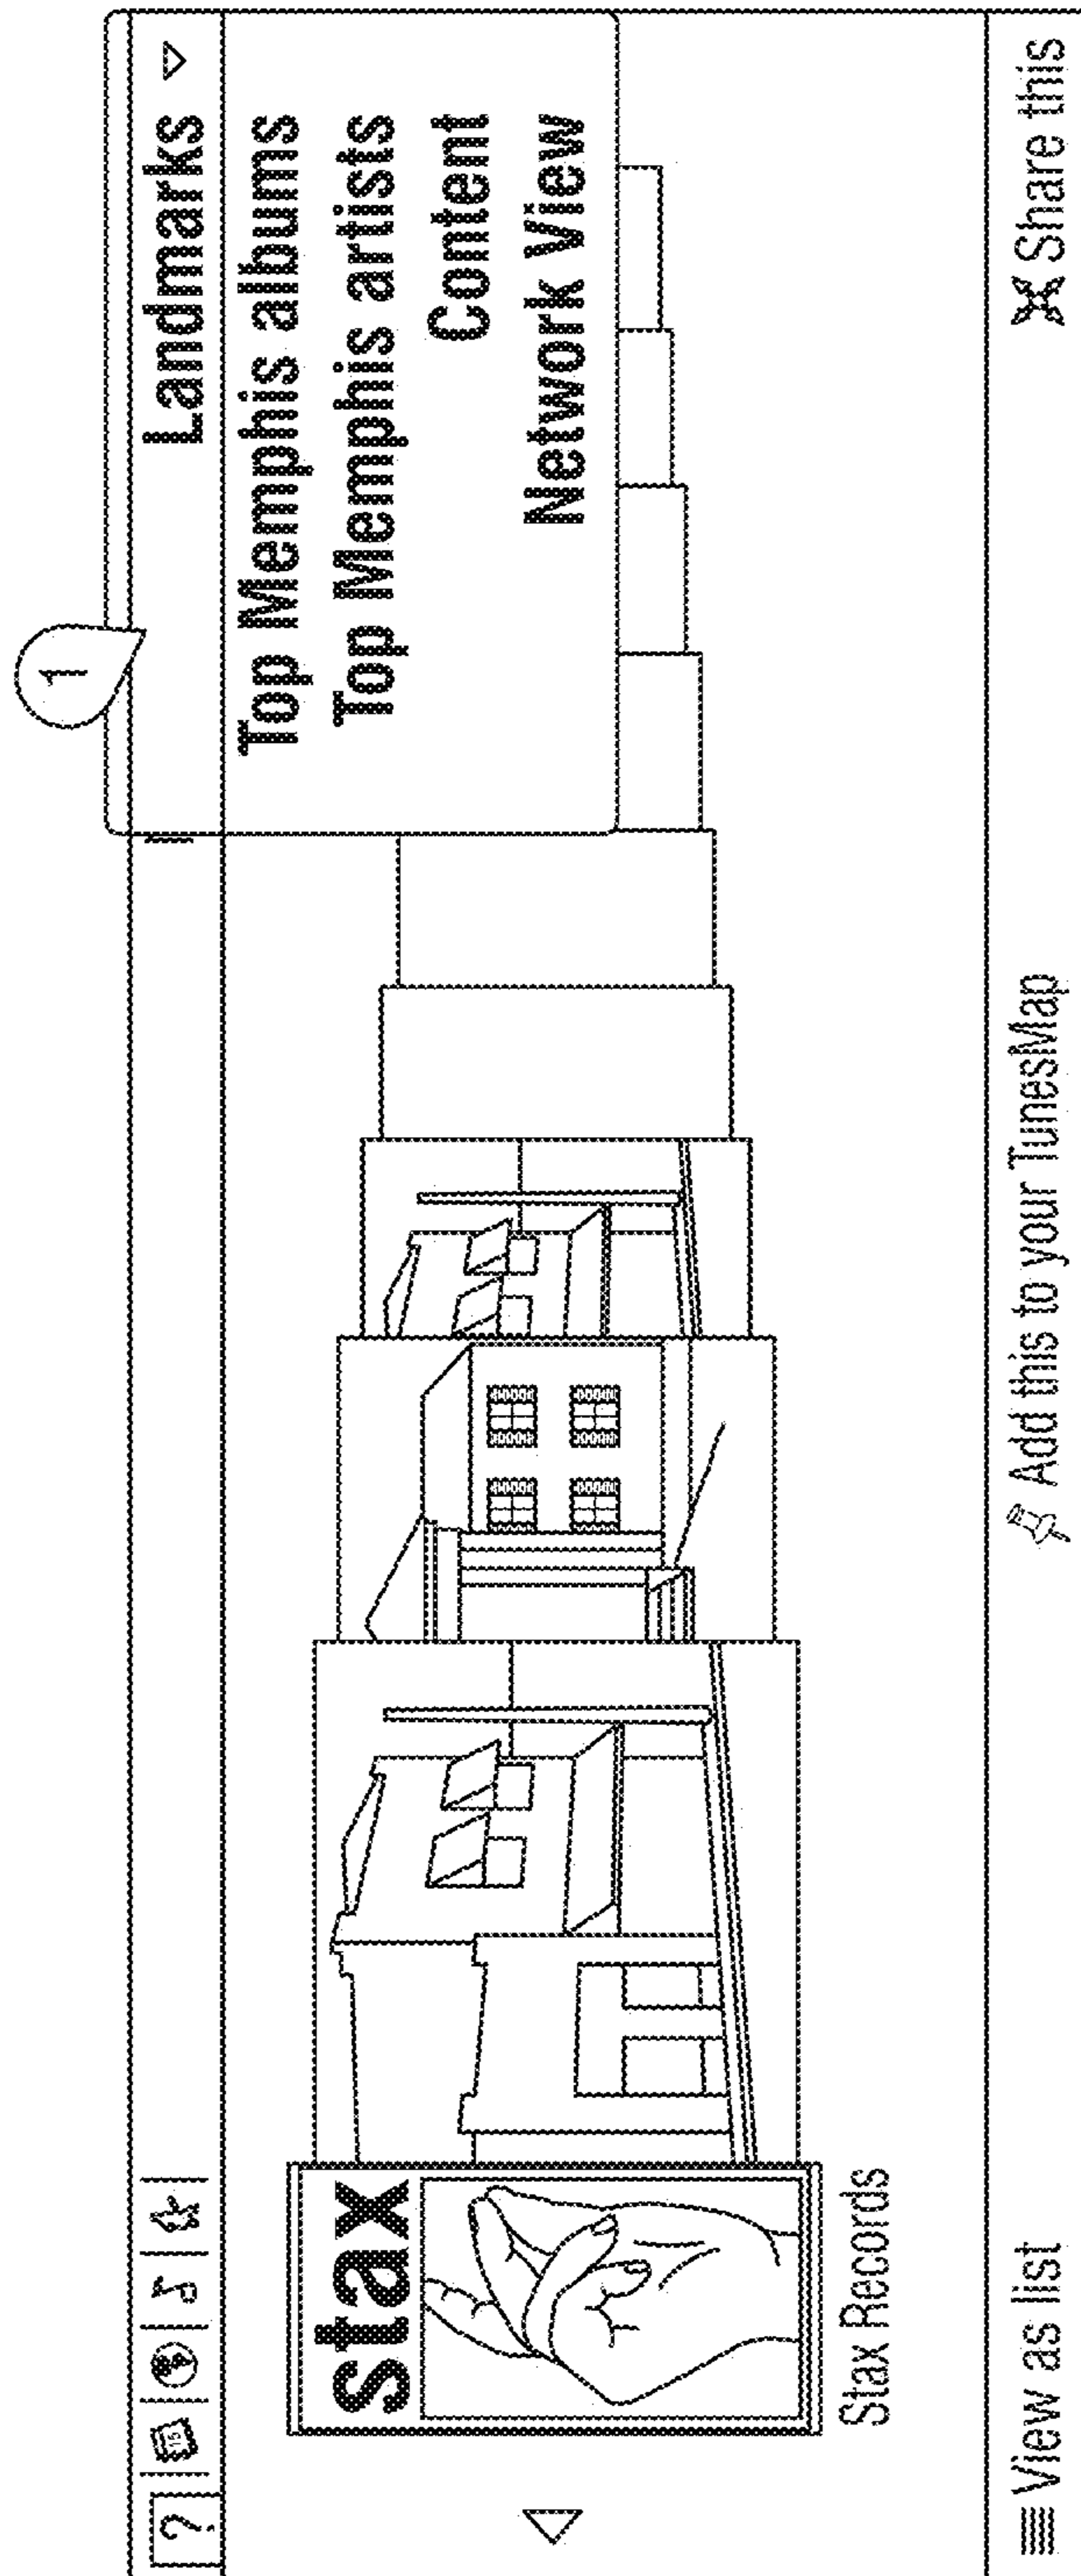 1
?
15
Landmarks
Top Memphis albums
Top Memphis artists
Content
Network View
stax
Stax Records
View as list
Add this to your TunesMap
Share this